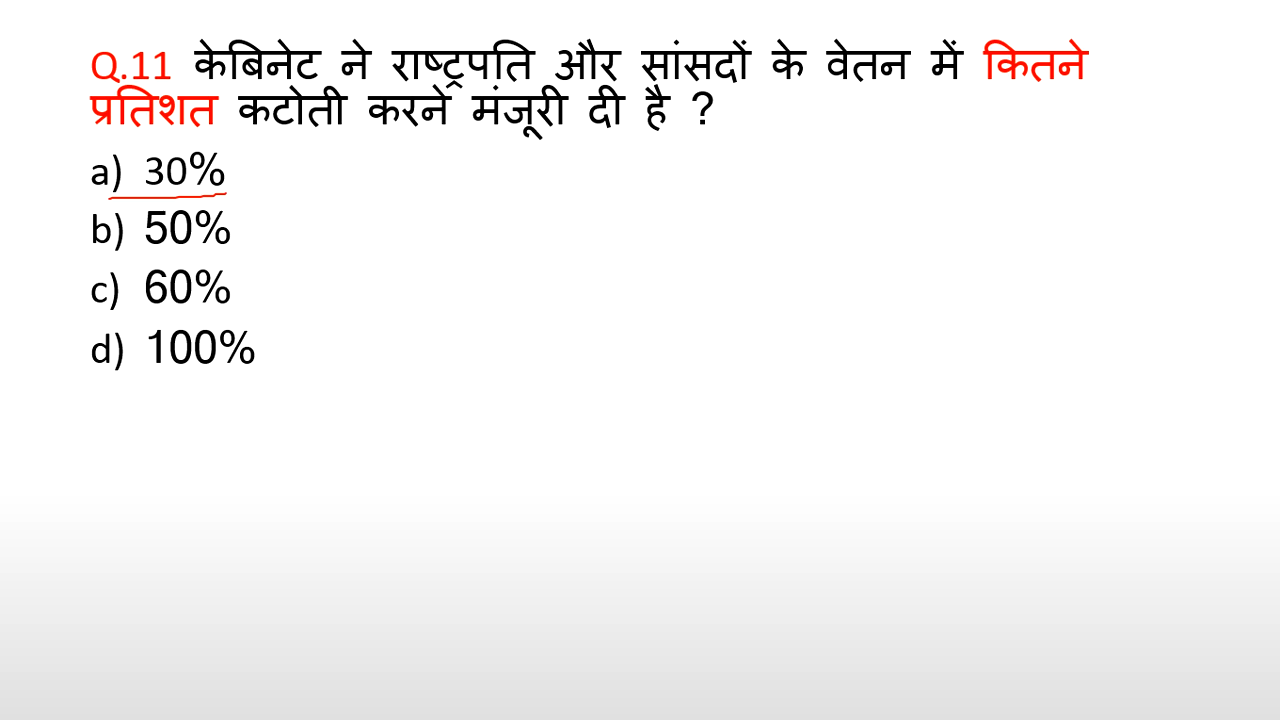 Q.11 केबिनेट ने राष्ट्रपति और सांसदों के वेतन में कितने
प्रतिशत कटोती करने मंजूरी दी है ?
a) 30%
b) 50%
c) 60%
d) 100%